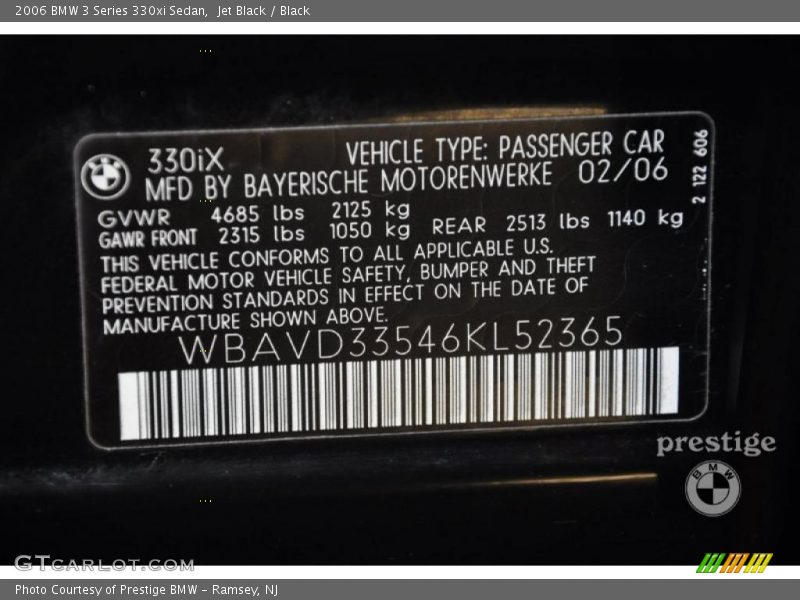 2006 BMW 3 Series 330xi Sedan, Jet Black / Black
330iX VEHICLE TYPE: PASSENGER CAR
MFD BY BAYERISCHE MOTORENWERKE 02/06
2 122 606
GVWR 4685 lbs 2125 kg
GAWR FRONT 2315 lbs 1050 kg REAR 2513 lbs 1140 kg
THIS VEHICLE CONFORMS TO ALL APPLICABLE U.S.
FEDERAL MOTOR VEHICLE SAFETY, BUMPER AND THEFT
PREVENTION STANDARDS IN EFFECT ON THE DATE OF
MANUFACTURE SHOWN ABOVE.
WBAVD33546KL52365
prestige
BMW
GTCARLOT.COM
Photo Courtesy of Prestige BMW - Ramsey, NJ